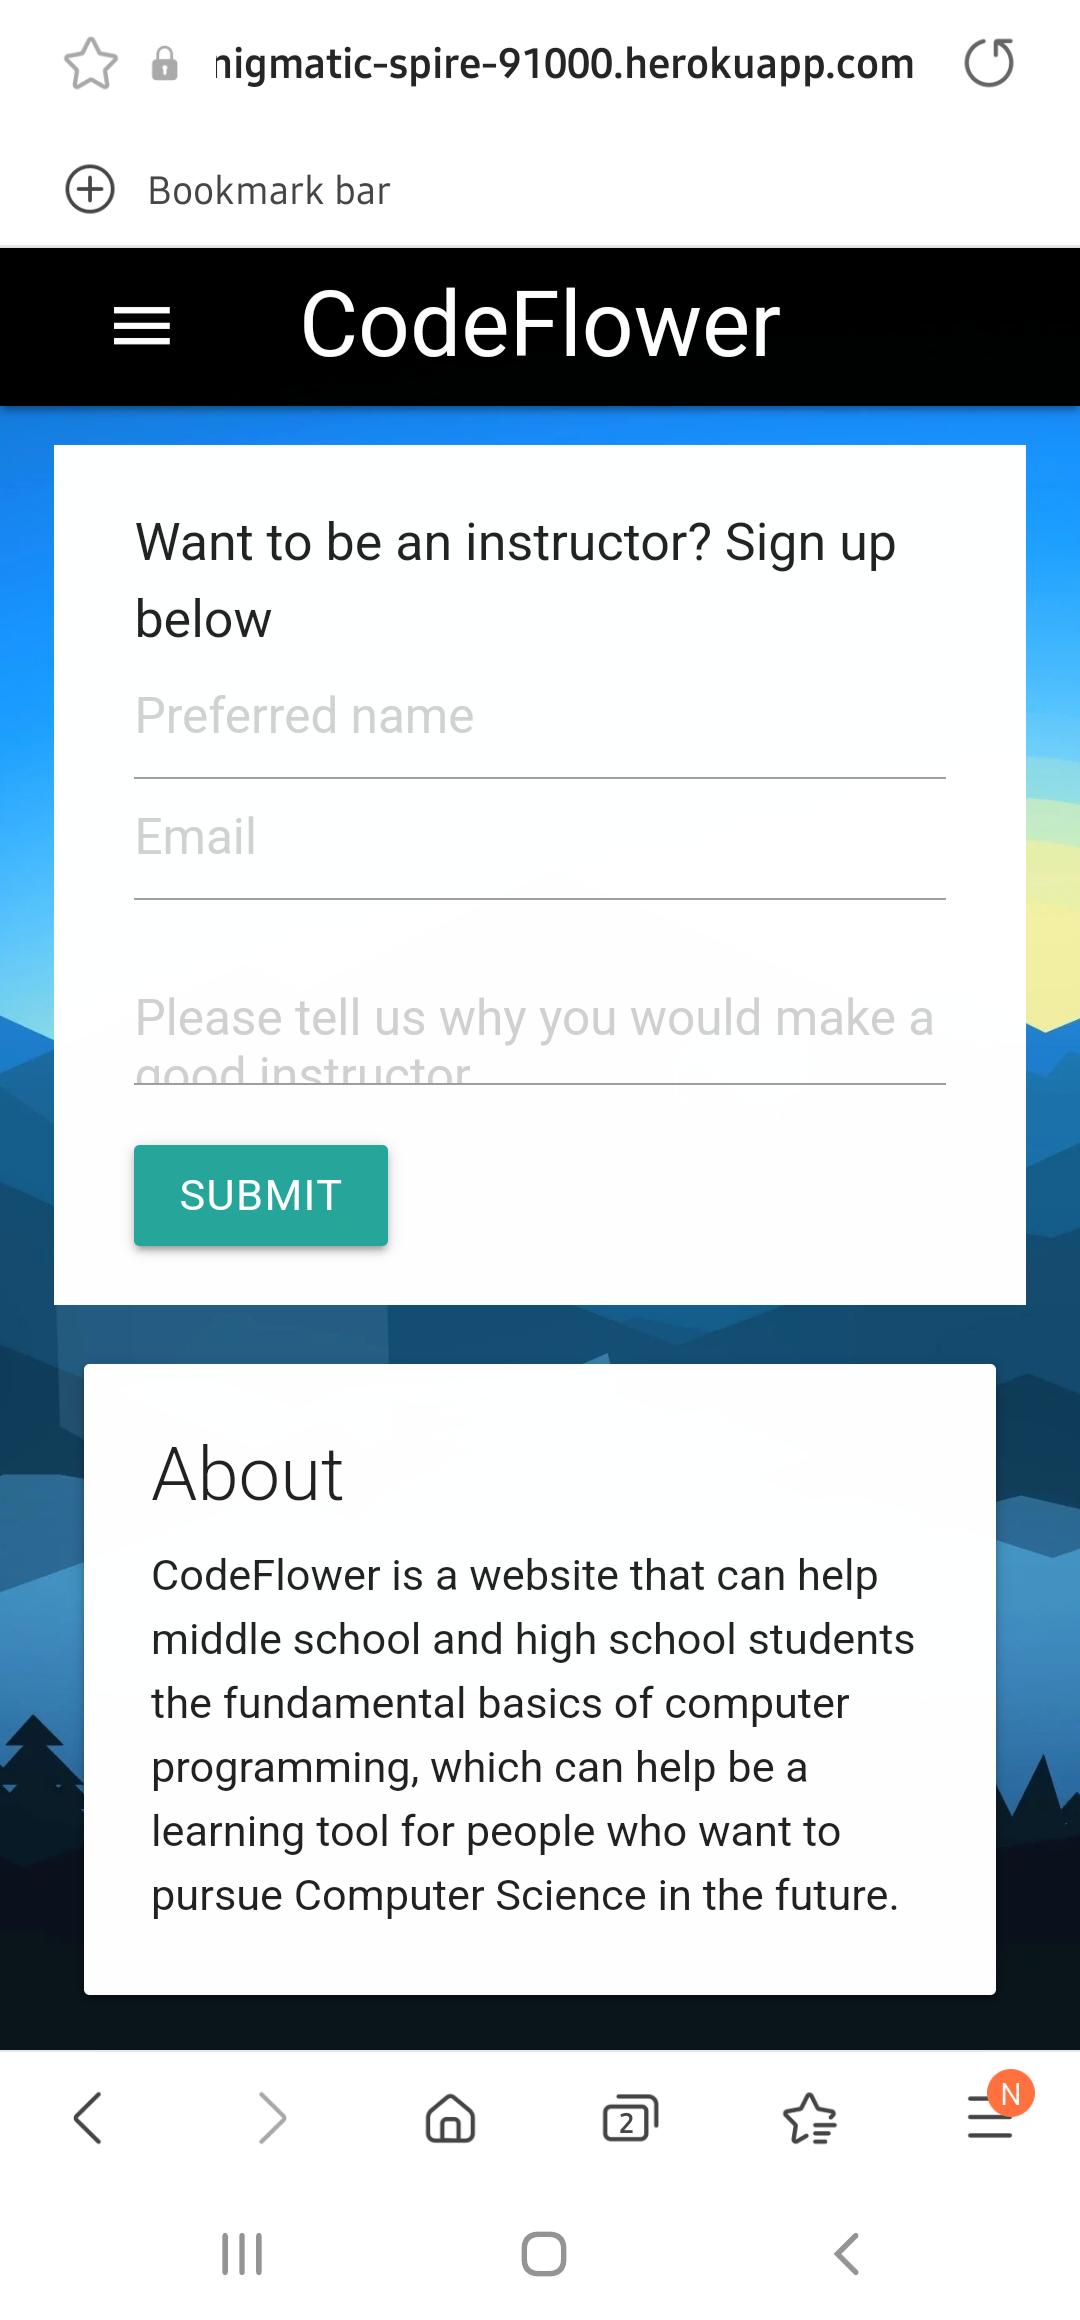 nigmatic-spire-91000.herokuapp.com
Bookmark bar
CodeFlower
Want to be an instructor? Sign up
below
Preferred name
Email
Please tell us why you would make a
good instructor
SUBMIT
About
CodeFlower is a website that can help
middle school and high school students
the fundamental basics of computer
programming, which can help be a
learning tool for people who want to
pursue Computer Science in the future.
2
N